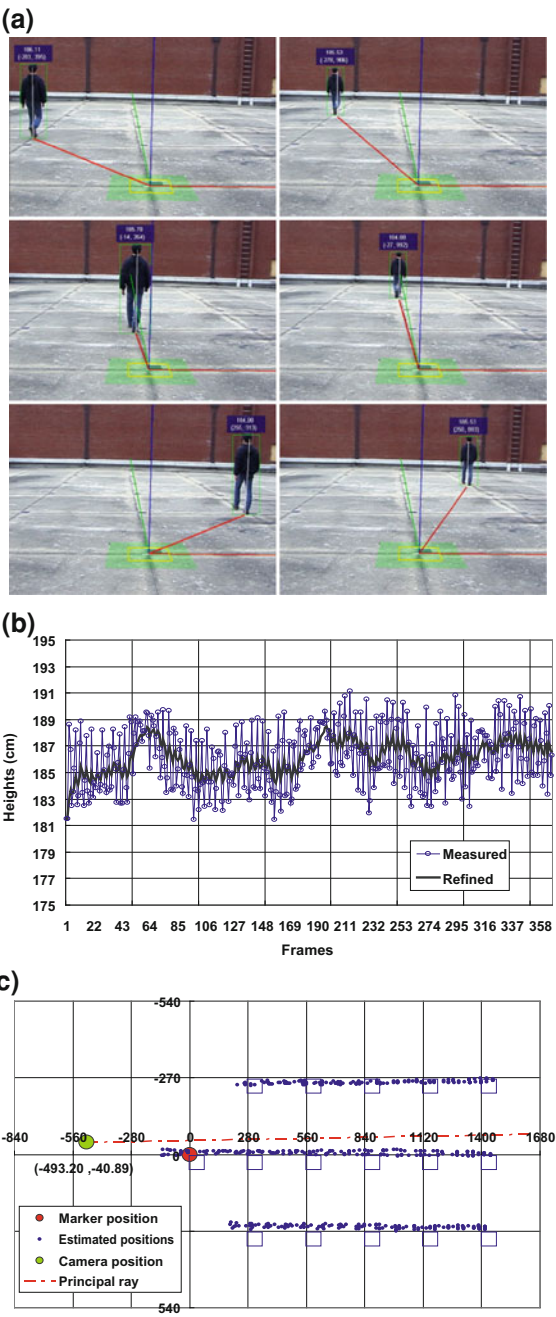 (a)
(b)
195
193
191
189
187
185
183
181
179
177
175
Heights (cm)
Measured
Refined
1 22 43 64 85 106 127 148 169 190 211 232 253 274 295 316 337 358
Frames
c)
-540
-270
-840 -560 -280 0 280 560 840 1120 1400 1680
0
(-493.20 ,-40.89)
Marker position
Estimated positions
Camera position
Principal ray
540